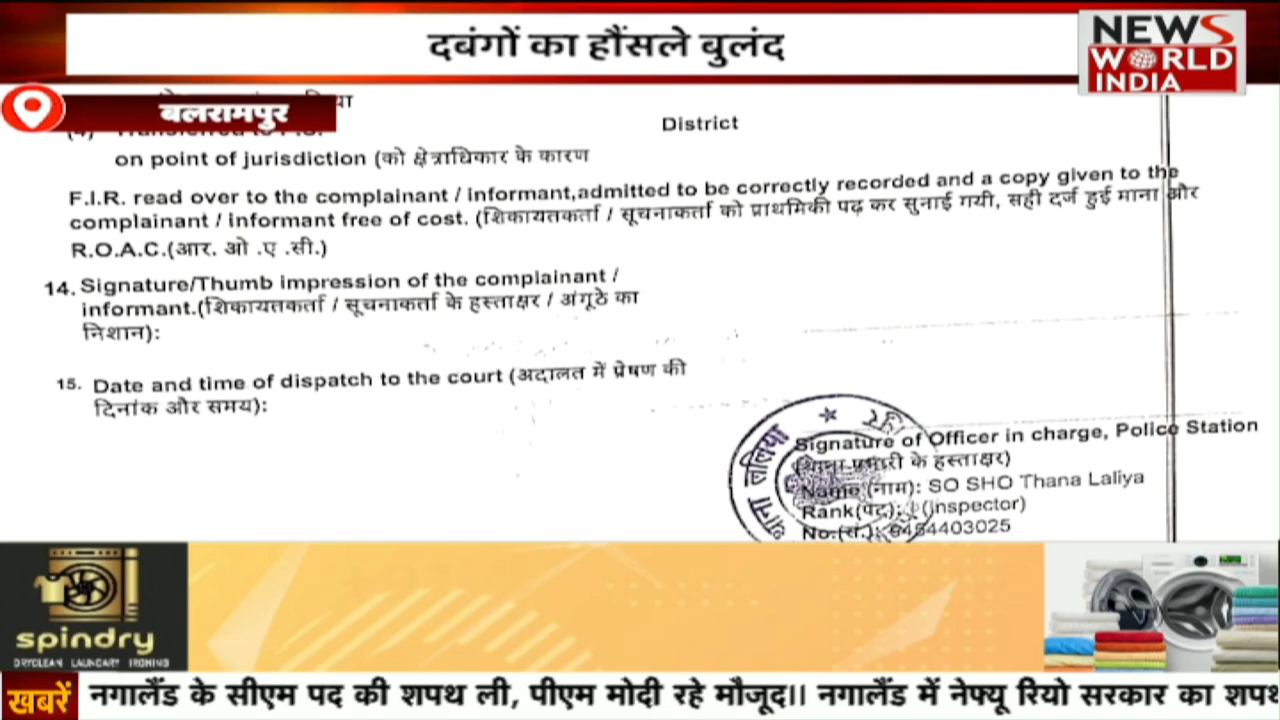 दबंगों का हौंसले बुलंद
NEWS
WORLD
INDIA
बलरामपुर
District
on point of jurisdiction (को क्षेत्राधिकार के कारण
F.I.R. read over to the complainant / informant,admitted to be correctly recorded and a copy given to the
complainant / informant free of cost. (शिकायतकर्ता / सूचनाकर्ता को प्राथमिकी पढ़ कर सुनाई गयी, सही दर्ज हुई माना और
R.O.A.C.(आर. ओ .ए .सी.)
14. Signature/Thumb impression of the complainant /
informant.(शिकायतकर्ता / सूचनाकर्ता के हस्ताक्षर / अंगूठे का
निशान):
15. Date and time of dispatch to the court (अदालत में प्रेषण की
दिनांक और समय):
थाना ललिया
Signature of Officer in charge, Police Station
(थाना प्रभारी के हस्ताक्षर)
Name (नाम): SO SHO Thana Laliya
Rank(पद): I (inspector)
No.(सं.): 9454403025
spindry
DRYCLEAN LAUNDARY IRONING
खबरें
नगालैंड के सीएम पद की शपथ ली, पीएम मोदी रहे मौजूद।। नगालैंड में नेफ्यू रियो सरकार का शपथ